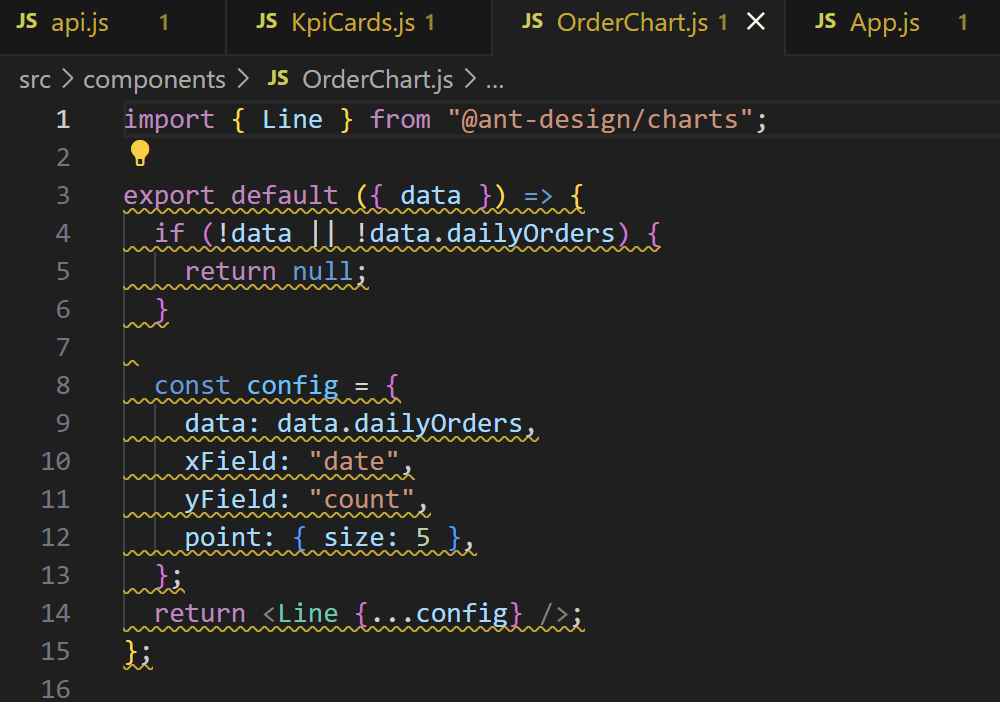 JS api.js 1 JS KpiCards.js 1 JS OrderChart.js 1 × JS App.js 1
src > components > JS OrderChart.js > ...
1 import { Line } from "@ant-design/charts";
2
3 export default ({ data }) => {
4   if (!data || !data.dailyOrders) {
5     return null;
6   }
7
8   const config = {
9     data: data.dailyOrders,
10     xField: "date",
11     yField: "count",
12     point: { size: 5 },
13   };
14   return <Line {...config} />;
15 };
16